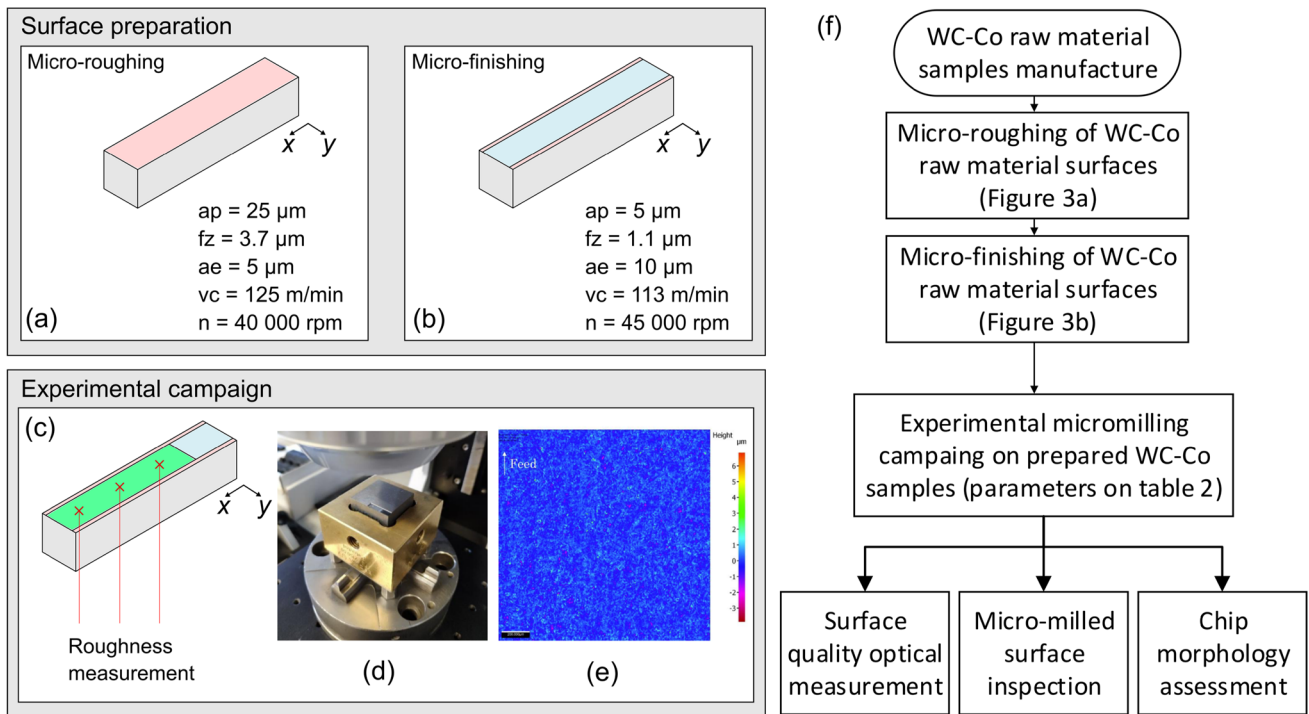 Surface preparation
Micro-roughing
x
y
ap = 25 µm
fz = 3.7 µm
ae = 5 µm
vc = 125 m/min
n = 40 000 rpm
(a)
Micro-finishing
x
y
ap = 5 µm
fz = 1.1 µm
ae = 10 µm
vc = 113 m/min
n = 45 000 rpm
(b)
Experimental campaign
(c)
x
y
Roughness
measurement
(d)
Feed
Height
µm
6
5
4
3
2
1
0
-1
-2
-3
(e)
(f)
WC-Co raw material
samples manufacture
Micro-roughing of WC-Co
raw material surfaces
(Figure 3a)
Micro-finishing of WC-Co
raw material surfaces
(Figure 3b)
Experimental micromilling
campaing on prepared WC-Co
samples (parameters on table 2)
Surface
quality optical
measurement
Micro-milled
surface
inspection
Chip
morphology
assessment